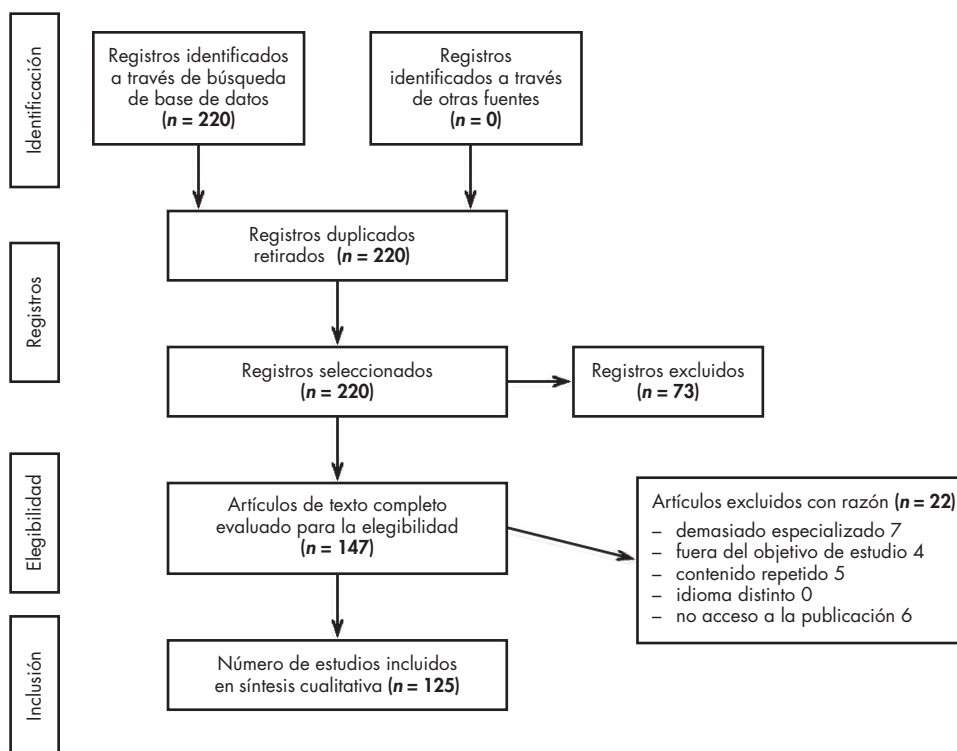 Identificación
Registros identificados
a través de búsqueda
de base de datos
(n = 220)
Registros
identificados a través
de otras fuentes
(n = 0)
Registros
Registros duplicados
retirados (n = 220)
Registros seleccionados
(n = 220)
Registros excluidos
(n = 73)
Elegibilidad
Artículos de texto completo
evaluado para la elegibilidad
(n = 147)
Artículos excluidos con razón (n = 22)
– demasiado especializado 7
– fuera del objetivo de estudio 4
– contenido repetido 5
– idioma distinto 0
– no acceso a la publicación 6
Inclusión
Número de estudios incluidos
en síntesis cualitativa (n = 125)